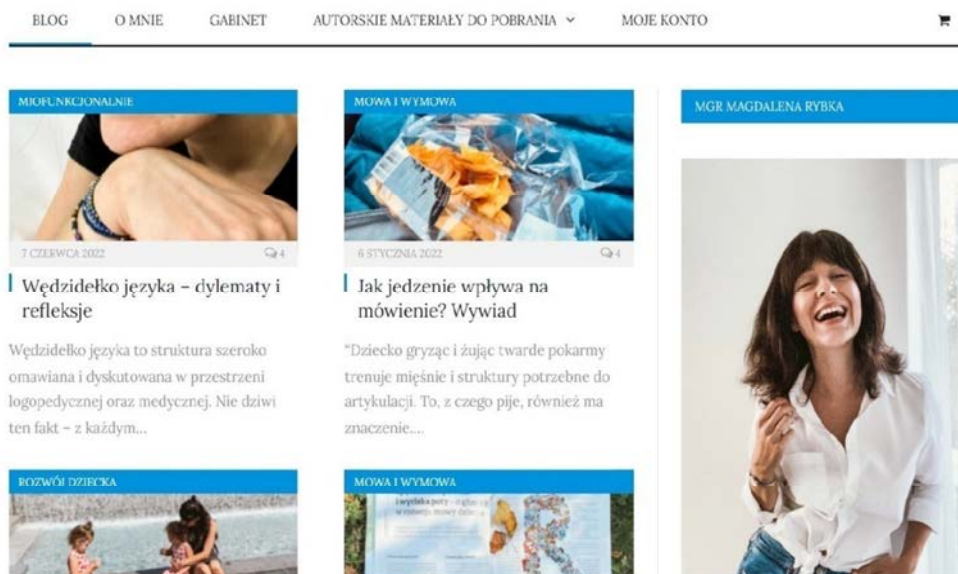 BLOG O MNIE GABINET AUTORSKIE MATERIAŁY DO POBRANIA MOJE KONTO
MIOFUNKCJONALNIE
7 CZERWCA 2022 4
Wędzidełko języka – dylematy i
refleksje
Wędzidełko języka to struktura szeroko
omawiana i dyskutowana w przestrzeni
logopedycznej oraz medycznej. Nie dziwi
ten fakt – z każdym...
MOWA I WYMOWA
6 STYCZNIA 2022 4
Jak jedzenie wpływa na
mówienie? Wywiad
“Dziecko gryząc i żując twarde pokarmy
trenuje mięśnie i struktury potrzebne do
artykulacji. To, z czego pije, również ma
znaczenie....
ROZWÓJ DZIECKA
MOWA I WYMOWA
R
MGR MAGDALENA RYBKA